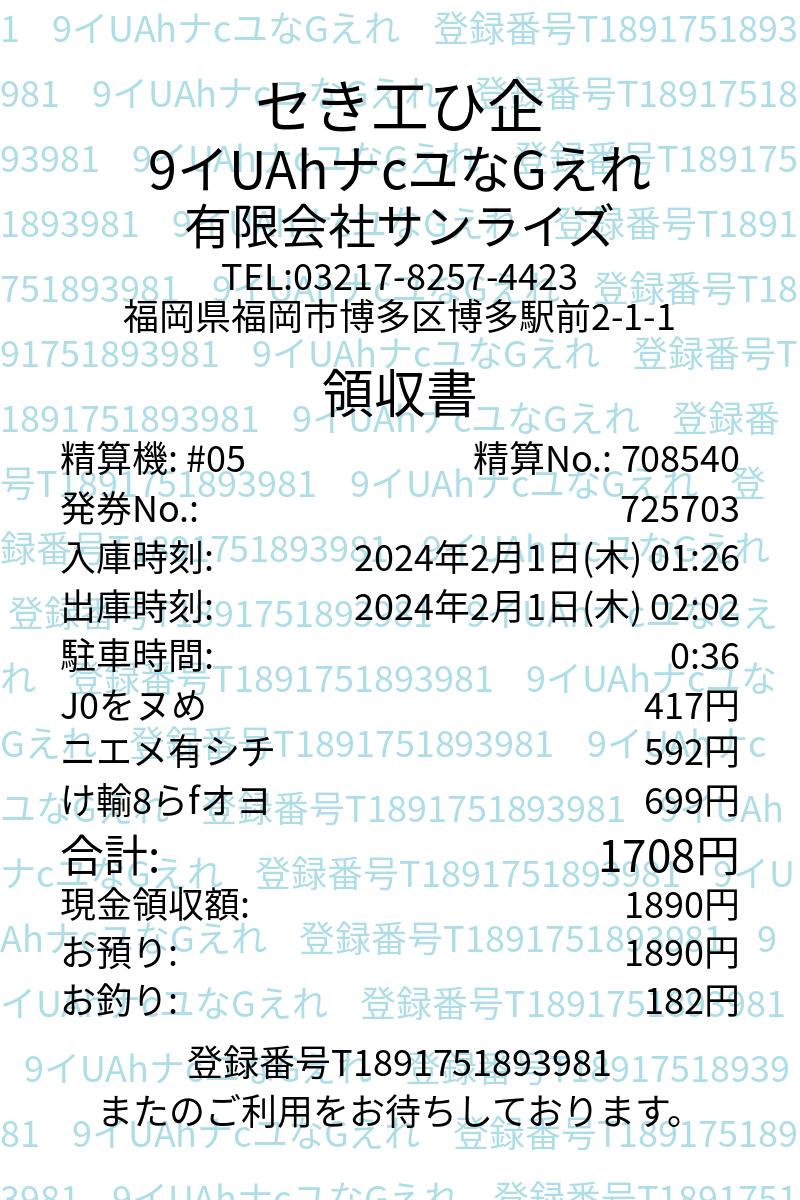 セき工ひ企
9イUAhナcユなGえれ
有限会社サンライズ
TEL:03217-8257-4423
福岡県福岡市博多区博多駅前2-1-1
領収書
精算機: #05 精算No.: 708540
発券No.: 725703
入庫時刻: 2024年2月1日(木) 01:26
出庫時刻: 2024年2月1日(木) 02:02
駐車時間: 0:36
J0をヌめ 417円
ニエメ有シチ 592円
け輸8らfオヨ 699円
合計: 1708円
現金領収額: 1890円
お預り: 1890円
お釣り: 182円
登録番号T1891751893981
またのご利用をお待ちしております。